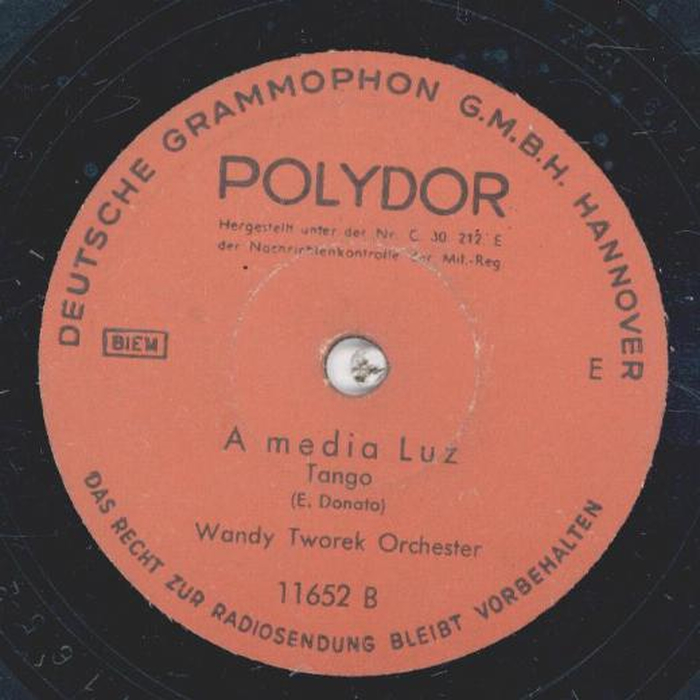 DEUTSCHE GRAMMOPHON G.M.B.H. HANNOVER
POLYDOR
Hergestellt unter der Nr. C. 30. 212 E
der Nachrichtenkontrolle der Mil.-Reg
BIEM
E
A media Luz
Tango
(E. Donato)
Wandy Tworek Orchester
11652 B
DAS RECHT ZUR RADIOSENDUNG BLEIBT VORBEHALTEN